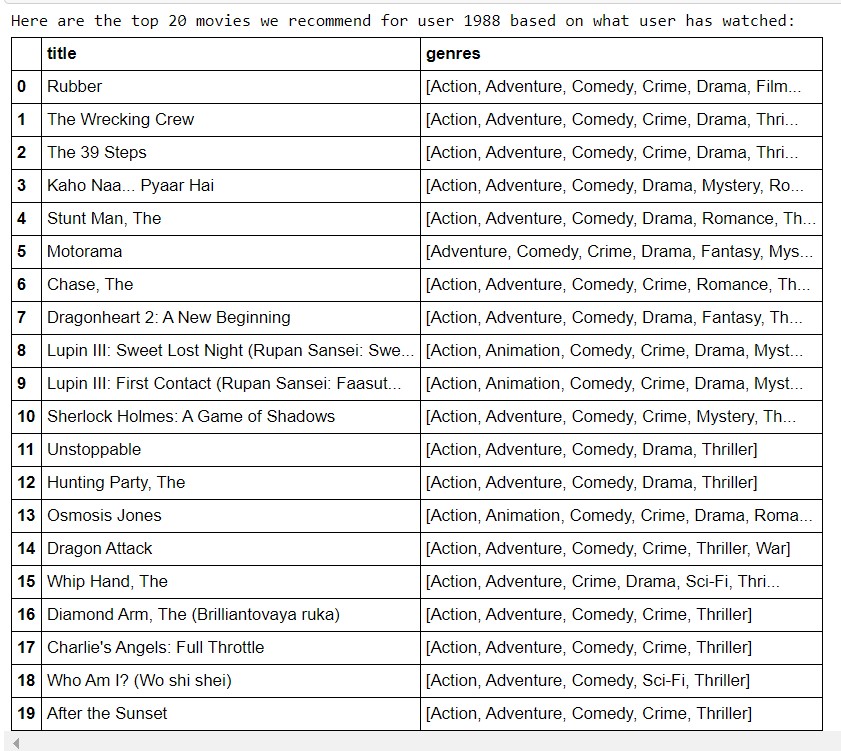 Here are the top 20 movies we recommend for user 1988 based on what user has watched:
title genres
0 Rubber [Action, Adventure, Comedy, Crime, Drama, Film...
1 The Wrecking Crew [Action, Adventure, Comedy, Crime, Drama, Thri...
2 The 39 Steps [Action, Adventure, Comedy, Crime, Drama, Thri...
3 Kaho Naa... Pyaar Hai [Action, Adventure, Comedy, Drama, Mystery, Ro...
4 Stunt Man, The [Action, Adventure, Comedy, Drama, Romance, Th...
5 Motorama [Adventure, Comedy, Crime, Drama, Fantasy, Mys...
6 Chase, The [Action, Adventure, Comedy, Crime, Romance, Th...
7 Dragonheart 2: A New Beginning [Action, Adventure, Comedy, Drama, Fantasy, Th...
8 Lupin III: Sweet Lost Night (Rupan Sansei: Swe... [Action, Animation, Comedy, Crime, Drama, Myst...
9 Lupin III: First Contact (Rupan Sansei: Faasut... [Action, Animation, Comedy, Crime, Drama, Myst...
10 Sherlock Holmes: A Game of Shadows [Action, Adventure, Comedy, Crime, Mystery, Th...
11 Unstoppable [Action, Adventure, Comedy, Drama, Thriller]
12 Hunting Party, The [Action, Adventure, Comedy, Drama, Thriller]
13 Osmosis Jones [Action, Animation, Comedy, Crime, Drama, Roma...
14 Dragon Attack [Action, Adventure, Comedy, Crime, Thriller, War]
15 Whip Hand, The [Action, Adventure, Crime, Drama, Sci-Fi, Thri...
16 Diamond Arm, The (Brilliantovaya ruka) [Action, Adventure, Comedy, Crime, Thriller]
17 Charlie's Angels: Full Throttle [Action, Adventure, Comedy, Crime, Thriller]
18 Who Am I? (Wo shi shei) [Action, Adventure, Comedy, Sci-Fi, Thriller]
19 After the Sunset [Action, Adventure, Comedy, Crime, Thriller]